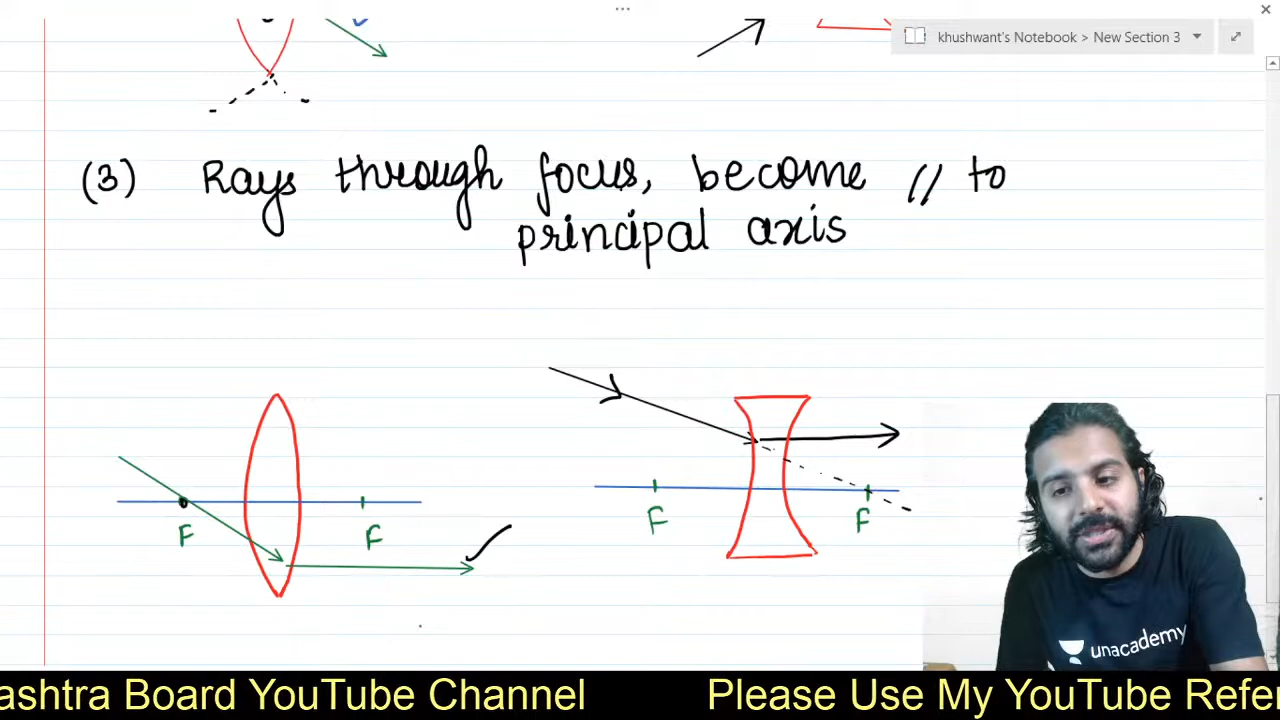 khushwant's Notebook > New Section 3
(3) Rays through focus, become // to
principal axis
F
F
F
F
unacademy
ashtra Board YouTube Channel
Please Use My YouTube Refer